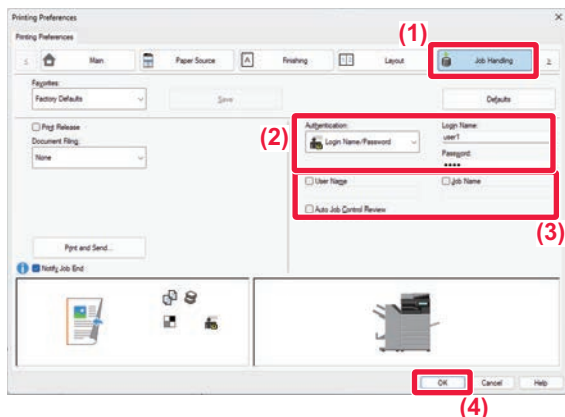 Printing Preferences
Printing Preferences
(1)
Main
Paper Source
Finishing
Layout
Job Handling
Favorites:
Factory Defaults
Save
Defaults
Print Release
Document Filing:
None
(2)
Authentication:
Login Name/Password
Login Name:
user1
Password:
••••
User Name
Job Name
Auto Job Control Review
(3)
Print and Send...
Notify Job End
OK
Cancel
Help
(4)